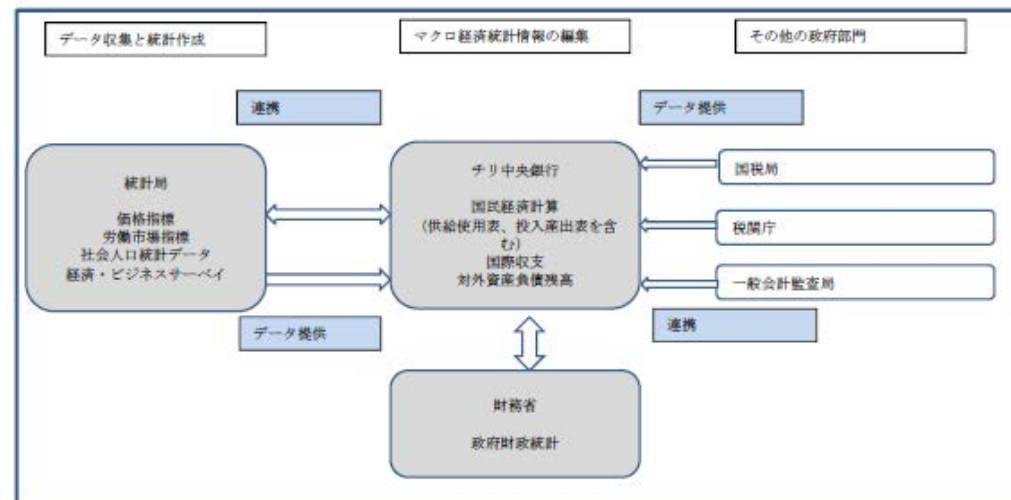 データ収集と統計作成
マクロ経済統計情報の編集
その他の政府部門
連携
データ提供
統計局
価格指標
労働市場指標
社会人口統計データ
経済・ビジネスサーベイ
チリ中央銀行
国民経済計算
(供給使用表、投入産出表を含
む)
国際収支
対外資産負債残高
国税局
税関庁
一般会計監査局
データ提供
連携
財務省
政府財政統計